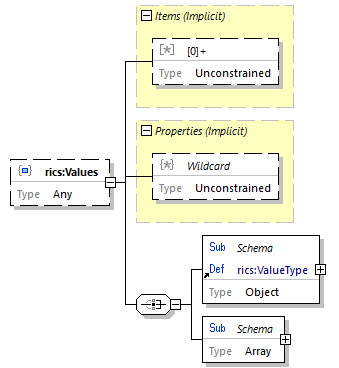 Items (Implicit)
[0]+
Type Unconstrained
Properties (Implicit)
Wildcard
Type Unconstrained
rics:Values
Type Any
Sub Schema
Def rics:ValueType
Type Object
Sub Schema
Type Array